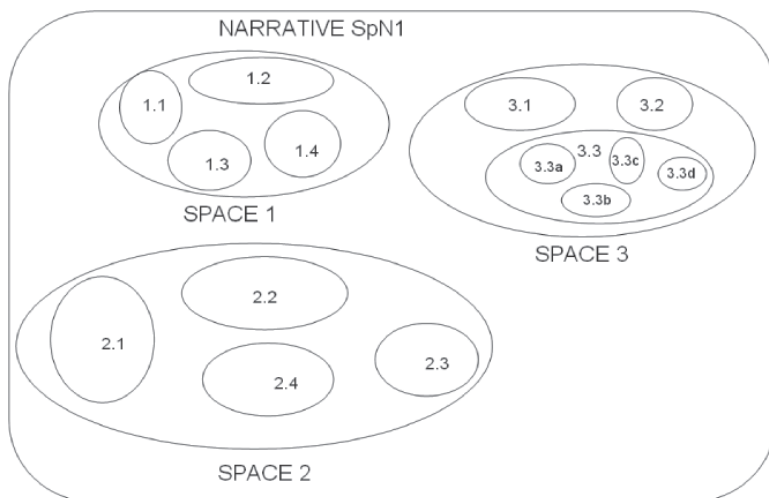 NARRATIVE SpN1
1.1
1.2
1.3
1.4
SPACE 1
3.1
3.2
3.3
3.3a
3.3b
3.3c
3.3d
SPACE 3
2.1
2.2
2.3
2.4
SPACE 2